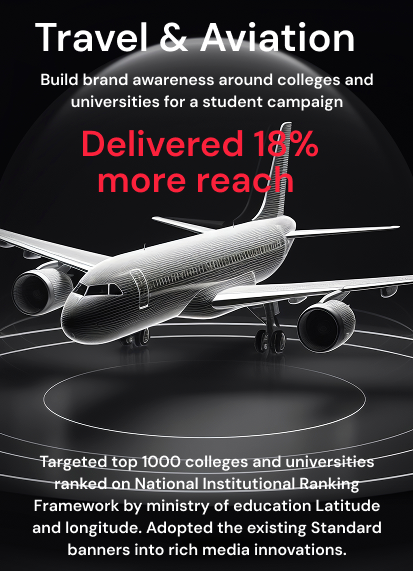 Travel & Aviation
Build brand awareness around colleges and
universities for a student campaign
Delivered 18%
more reach
Targeted top 1000 colleges and universities
ranked on National Institutional Ranking
Framework by ministry of education Latitude
and longitude. Adopted the existing Standard
banners into rich media innovations.